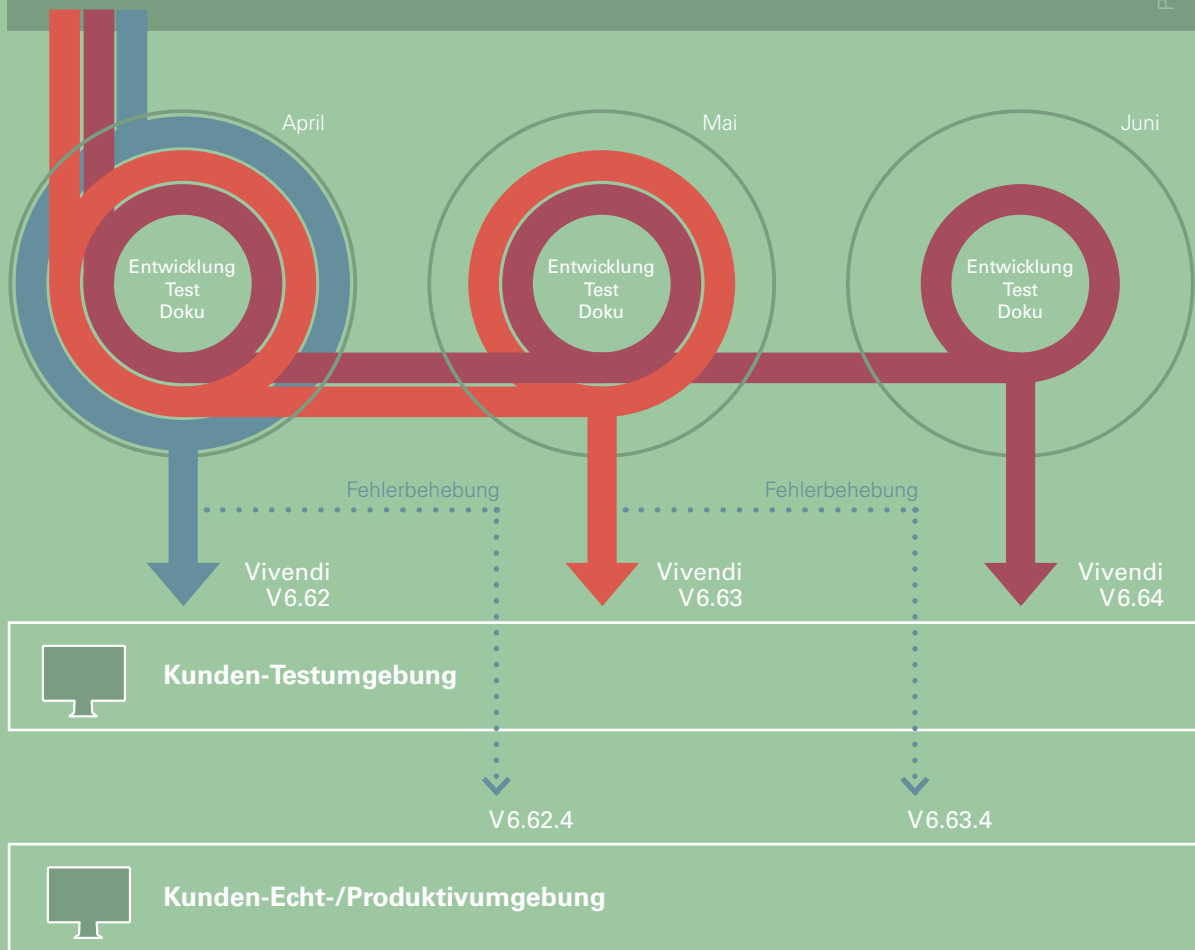 April
Mai
Juni
Entwicklung
Test
Doku
Entwicklung
Test
Doku
Entwicklung
Test
Doku
Fehlerbehebung
Fehlerbehebung
Vivendi
V6.62
Vivendi
V6.63
Vivendi
V6.64
Kunden-Testumgebung
V6.62.4
V6.63.4
Kunden-Echt-/Produktivumgebung